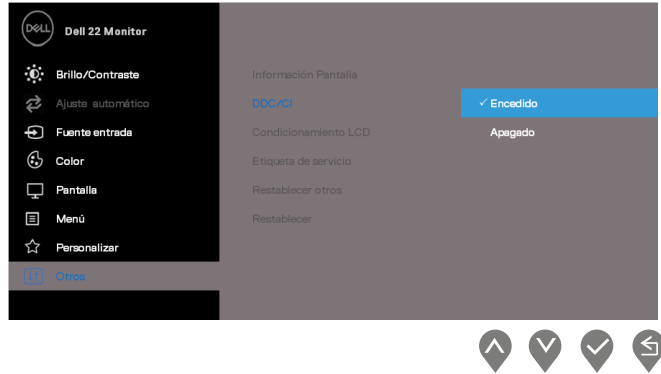 DELL
Dell 22 Monitor
Brillo/Contraste
Ajuste automático
Fuente entrada
Color
Pantalla
Menú
Personalizar
Otros
Información Pantalla
DDC/CI
Condicionamiento LCD
Etiqueta de servicio
Restablecer otros
Restablecer
Encedido
Apagado